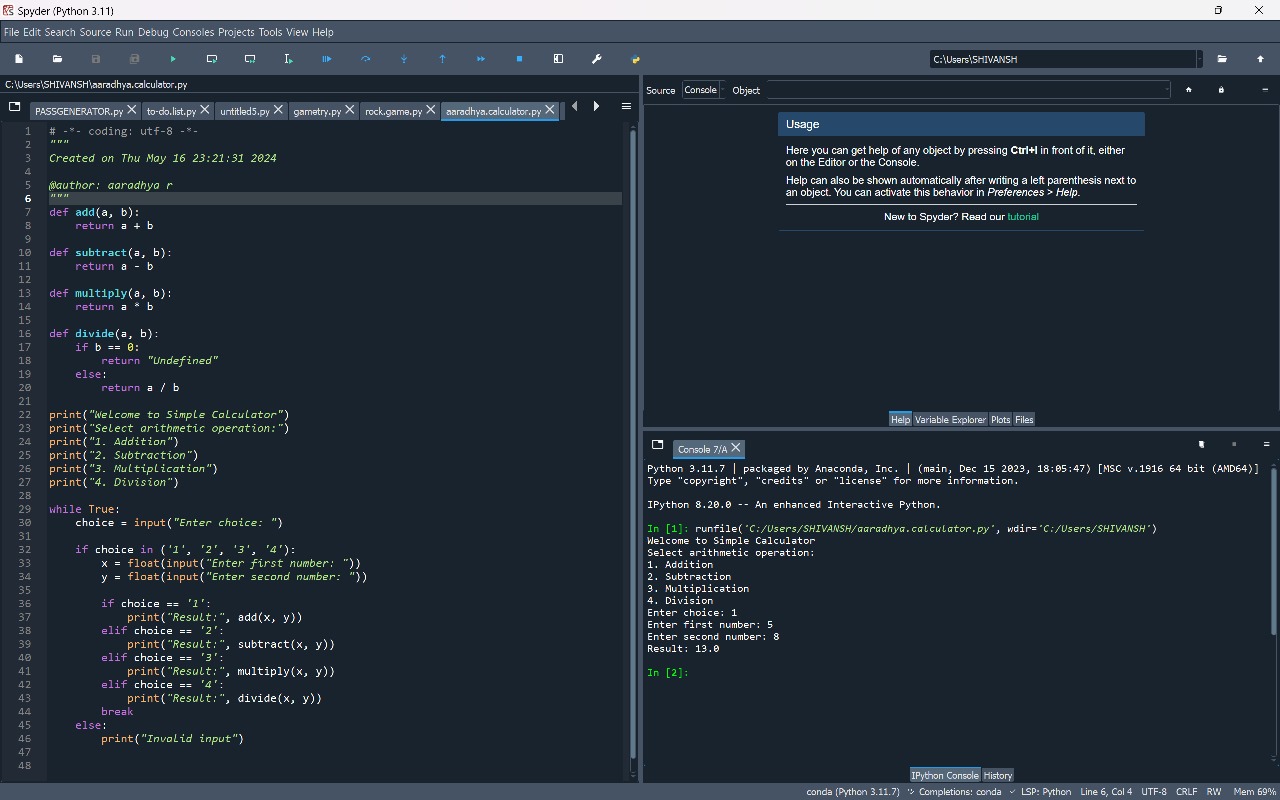 Spyder (Python 3.11)
File Edit Search Source Run Debug Consoles Projects Tools View Help
C:\Users\SHIVANSH
C:\Users\SHIVANSH\aaradhya.calculator.py
PASSGENERATOR.py to-do.list.py untitled5.py gametry.py rock.game.py aaradhya.calculator.py
1 # -*- coding: utf-8 -*-
2 """
3 Created on Thu May 16 23:21:31 2024
4
5 @author: aaradhya r
6 """
7 def add(a, b):
8     return a + b
9
10 def subtract(a, b):
11     return a - b
12
13 def multiply(a, b):
14     return a * b
15
16 def divide(a, b):
17     if b == 0:
18         return "Undefined"
19     else:
20         return a / b
21
22 print("Welcome to Simple Calculator")
23 print("Select arithmetic operation:")
24 print("1. Addition")
25 print("2. Subtraction")
26 print("3. Multiplication")
27 print("4. Division")
28
29 while True:
30     choice = input("Enter choice: ")
31
32     if choice in ('1', '2', '3', '4'):
33         x = float(input("Enter first number: "))
34         y = float(input("Enter second number: "))
35
36         if choice == '1':
37             print("Result:", add(x, y))
38         elif choice == '2':
39             print("Result:", subtract(x, y))
40         elif choice == '3':
41             print("Result:", multiply(x, y))
42         elif choice == '4':
43             print("Result:", divide(x, y))
44         break
45     else:
46         print("Invalid input")
47
48
Source Console Object
Usage
Here you can get help of any object by pressing Ctrl+I in front of it, either
on the Editor or the Console.
Help can also be shown automatically after writing a left parenthesis next to
an object. You can activate this behavior in Preferences > Help.
New to Spyder? Read our tutorial
Help Variable Explorer Plots Files
Console 7/A
Python 3.11.7 | packaged by Anaconda, Inc. | (main, Dec 15 2023, 18:05:47) [MSC v.1916 64 bit (AMD64)]
Type "copyright", "credits" or "license" for more information.
IPython 8.20.0 -- An enhanced Interactive Python.
In [1]: runfile('C:/Users/SHIVANSH/aaradhya.calculator.py', wdir='C:/Users/SHIVANSH')
Welcome to Simple Calculator
Select arithmetic operation:
1. Addition
2. Subtraction
3. Multiplication
4. Division
Enter choice: 1
Enter first number: 5
Enter second number: 8
Result: 13.0
In [2]:
IPython Console History
conda (Python 3.11.7) Completions: conda LSP: Python Line 6, Col 4 UTF-8 CRLF RW Mem 69%